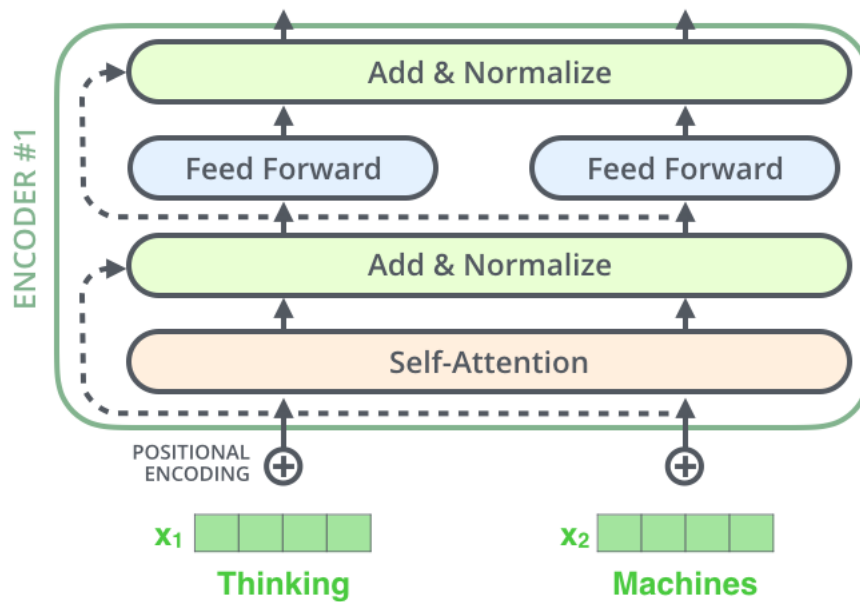 Add & Normalize
Feed Forward
Feed Forward
ENCODER #1
Add & Normalize
Self-Attention
POSITIONAL
ENCODING
x1
x2
Thinking
Machines